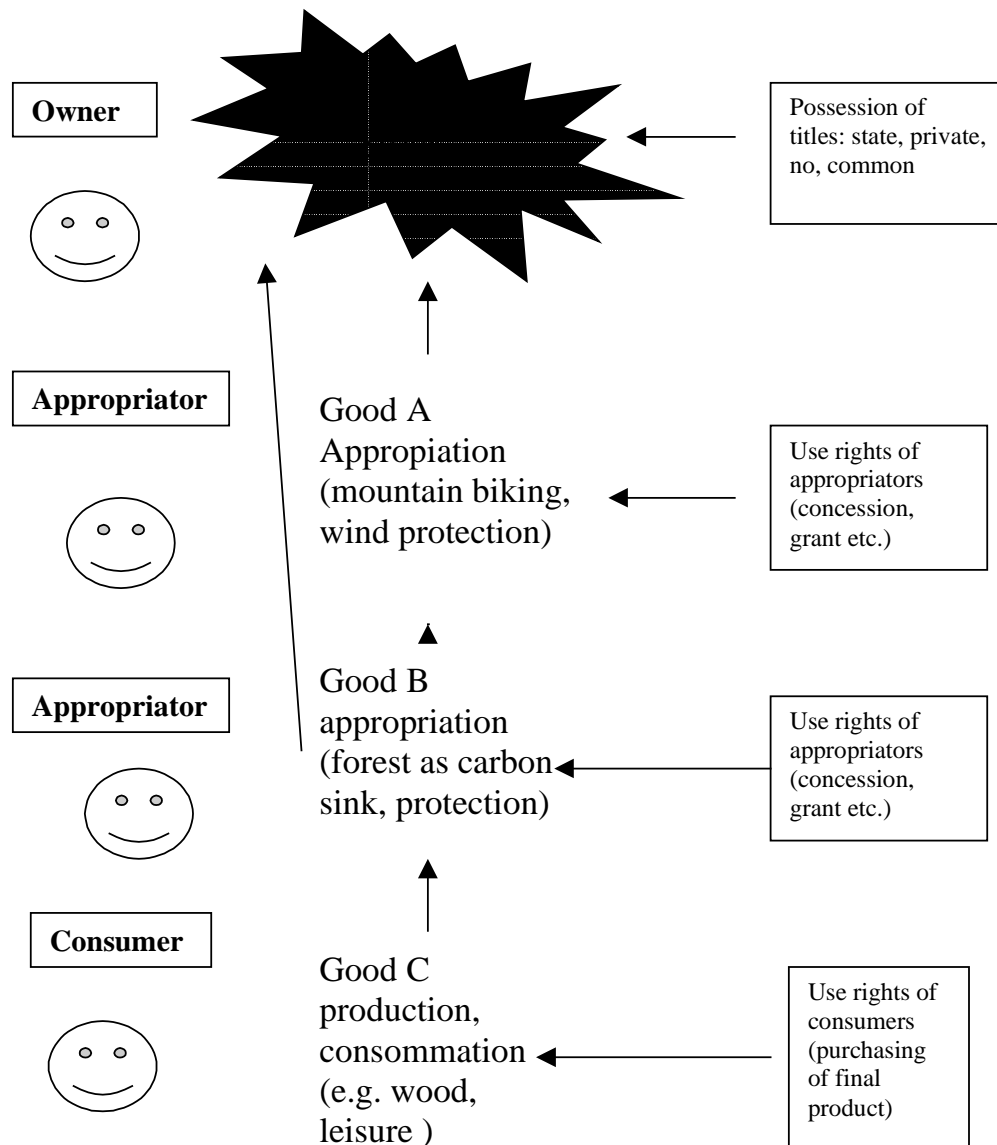 Owner
Possession of
titles: state, private,
no, common
Appropriator
Good A
Appropiation
(mountain biking,
wind protection)
Use rights of
appropriators
(concession,
grant etc.)
Appropriator
Good B
appropriation
(forest as carbon
sink, protection)
Use rights of
appropriators
(concession,
grant etc.)
Consumer
Good C
production,
consommation
(e.g. wood,
leisure )
Use rights of
consumers
(purchasing
of final
product)